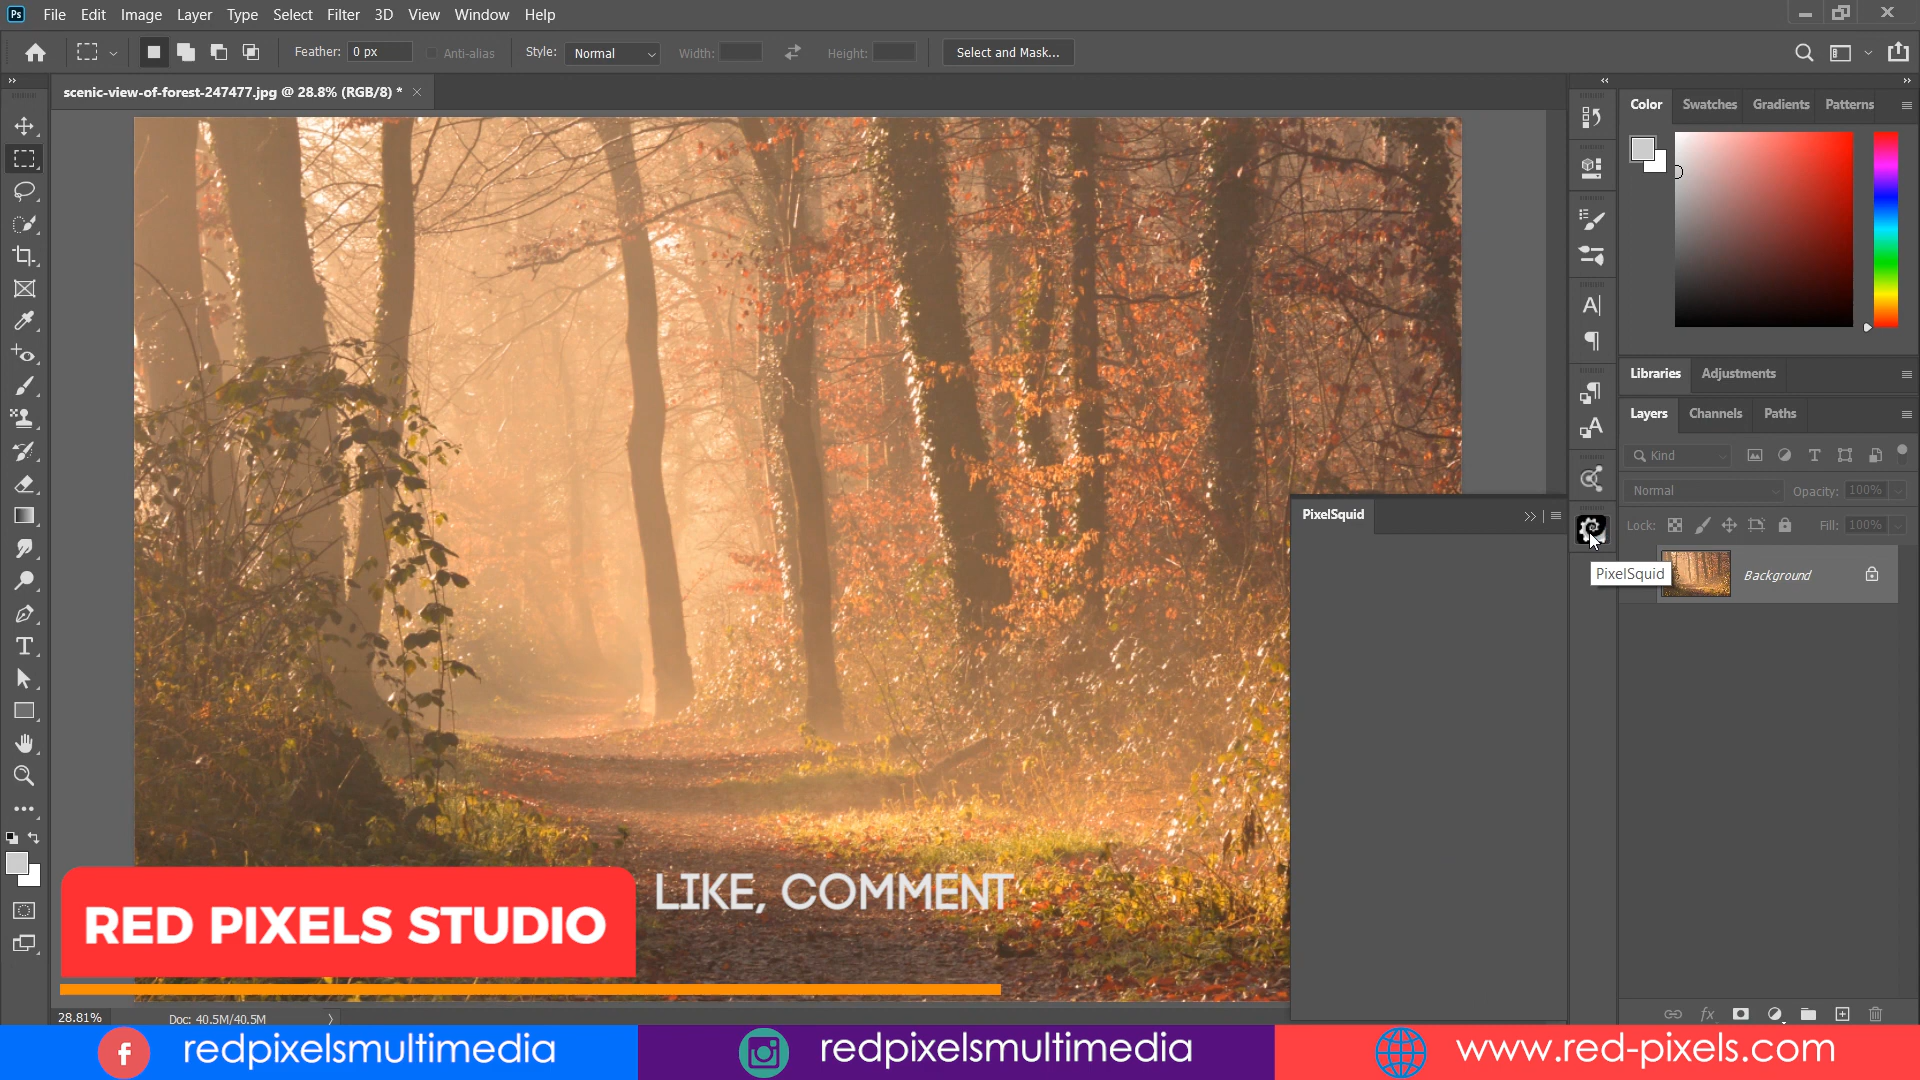 Ps File Edit Image Layer Type Select Filter 3D View Window Help
Feather: 0 px Anti-alias Style: Normal Width: Height: Select and Mask...
scenic-view-of-forest-247477.jpg @ 28.8% (RGB/8) *
Color Swatches Gradients Patterns
Libraries Adjustments
Layers Channels Paths
Kind
Normal Opacity: 100%
PixelSquid
Lock: Fill: 100%
PixelSquid
Background
LIKE, COMMENT
RED PIXELS STUDIO
28.81% Doc: 40.5M/40.5M
redpixelsmultimedia redpixelsmultimedia www.red-pixels.com